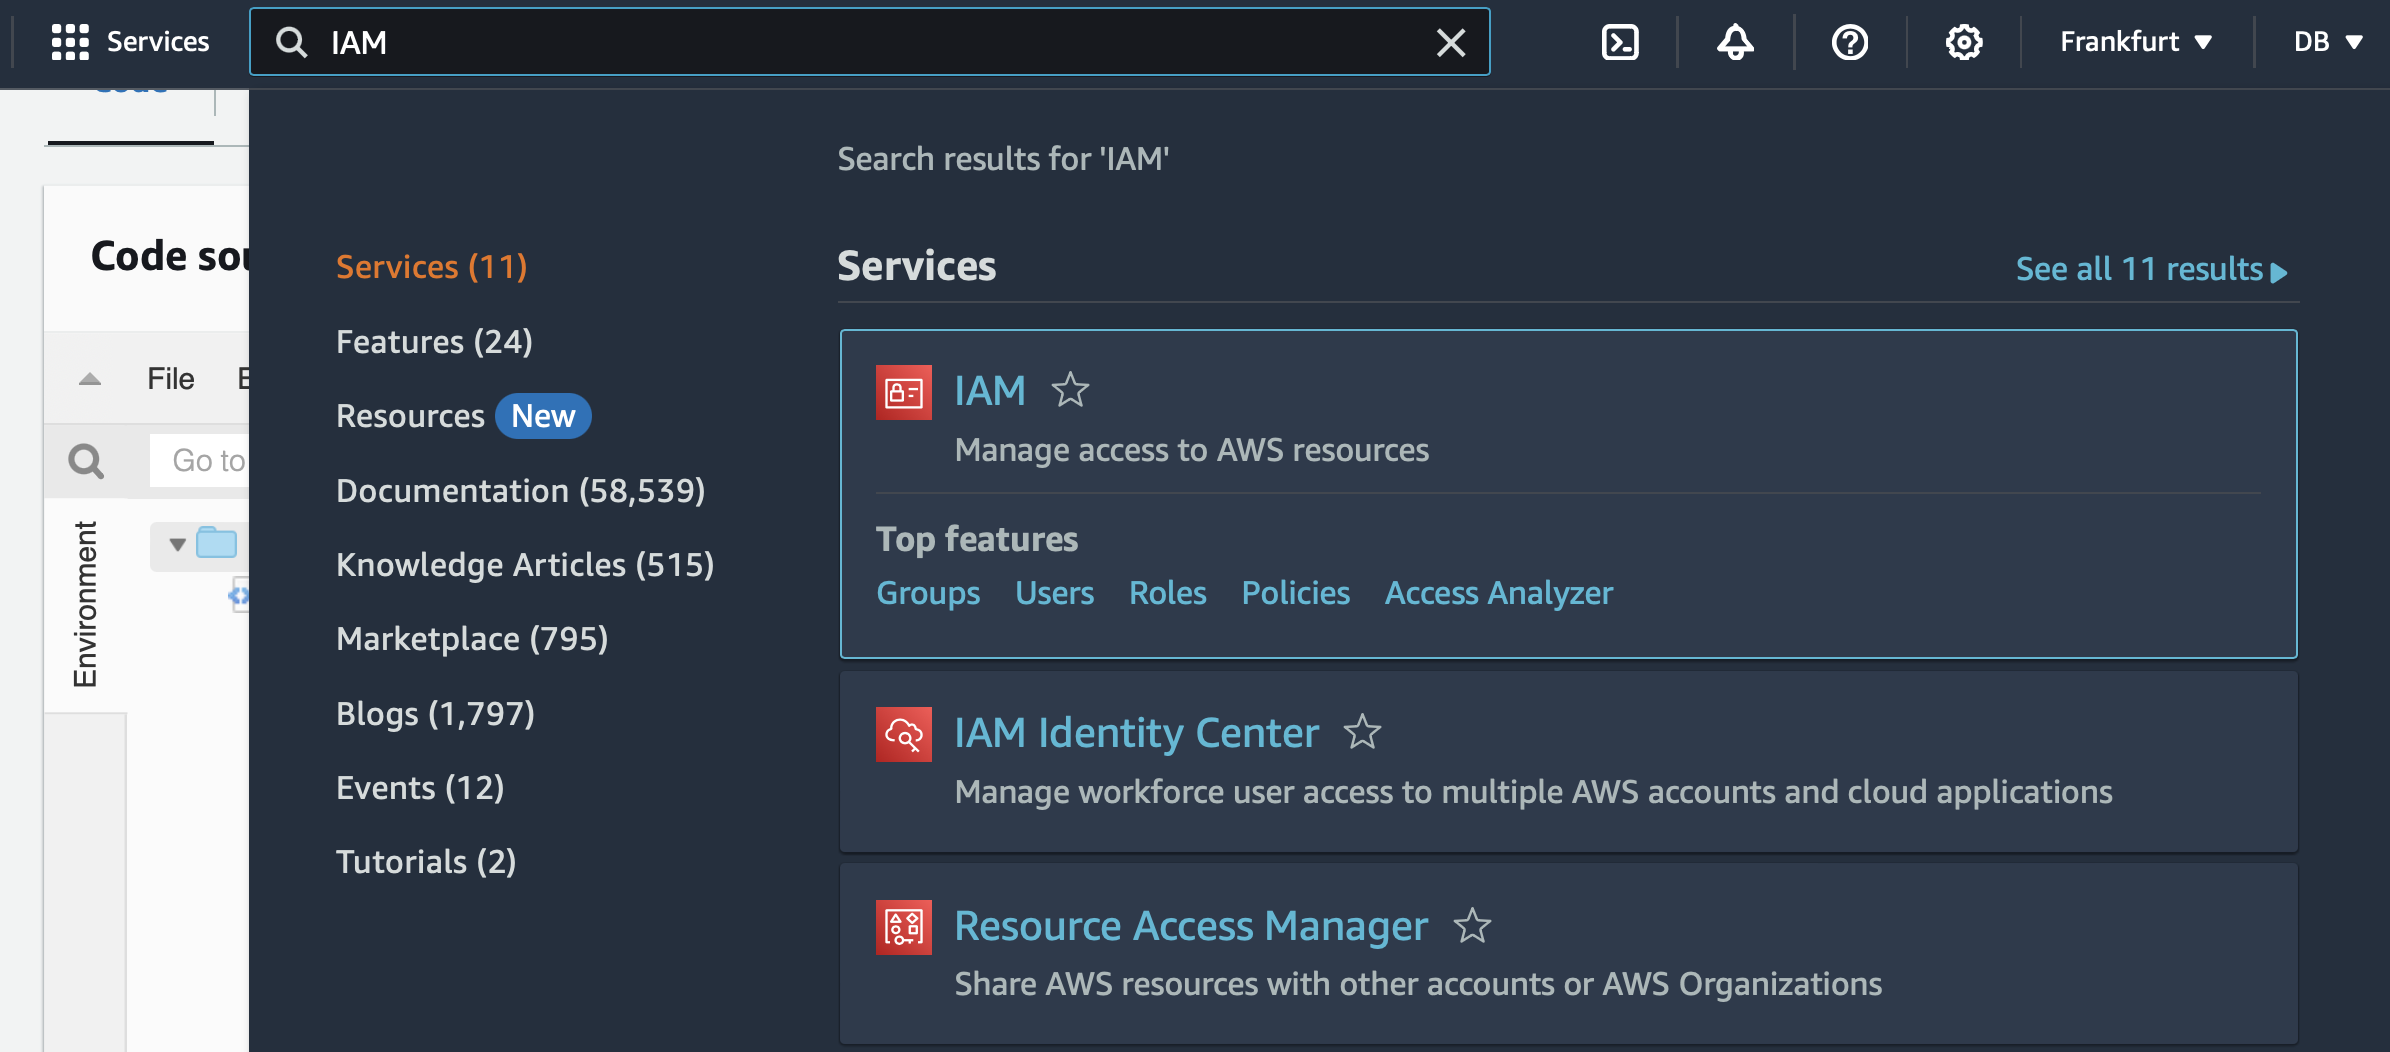 Services
IAM
Frankfurt
DB
Search results for 'IAM'
Code
Code sou
File
Go to
Environment
Services (11)
Features (24)
Resources New
Documentation (58,539)
Knowledge Articles (515)
Marketplace (795)
Blogs (1,797)
Events (12)
Tutorials (2)
Services
See all 11 results
IAM
Manage access to AWS resources
Top features
Groups Users Roles Policies Access Analyzer
IAM Identity Center
Manage workforce user access to multiple AWS accounts and cloud applications
Resource Access Manager
Share AWS resources with other accounts or AWS Organizations